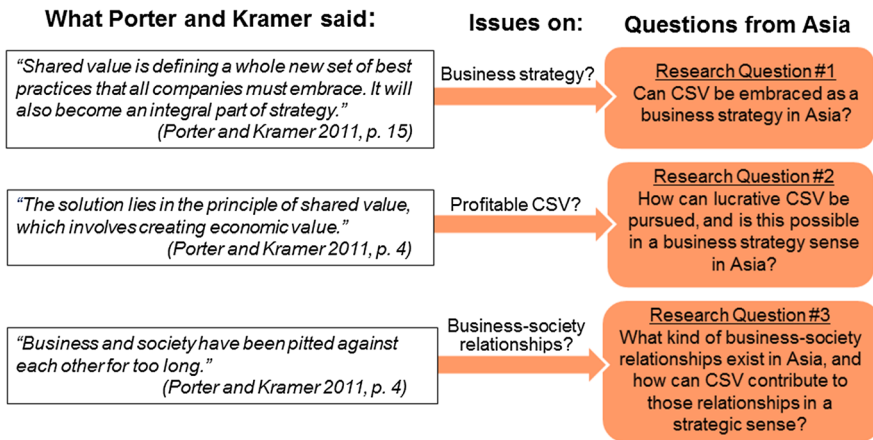 What Porter and Kramer said:
Issues on:
Questions from Asia
“Shared value is defining a whole new set of best
practices that all companies must embrace. It will
also become an integral part of strategy.”
(Porter and Kramer 2011, p. 15)
Business strategy?
Research Question #1
Can CSV be embraced as a
business strategy in Asia?
“The solution lies in the principle of shared value,
which involves creating economic value.”
(Porter and Kramer 2011, p. 4)
Profitable CSV?
Research Question #2
How can lucrative CSV be
pursued, and is this possible
in a business strategy sense
in Asia?
“Business and society have been pitted against
each other for too long.”
(Porter and Kramer 2011, p. 4)
Business-society
relationships?
Research Question #3
What kind of business-society
relationships exist in Asia, and
how can CSV contribute to
those relationships in a
strategic sense?